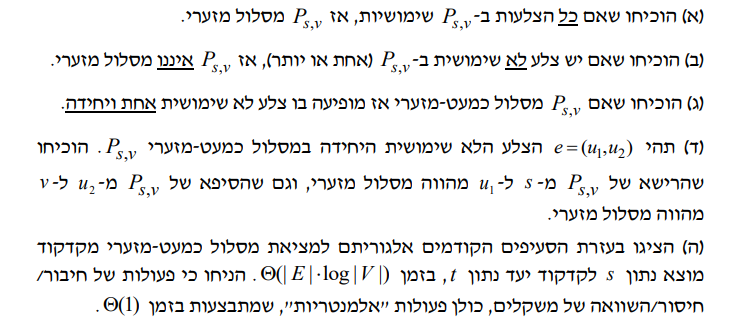 (א) הוכיחו שאם כל הצלעות ב-P_{s,v} שימושיות, אז P_{s,v} מסלול מזערי.
(ב) הוכיחו שאם יש צלע לא שימושית ב-P_{s,v} (אחת או יותר), אז P_{s,v} איננו מסלול מזערי.
(ג) הוכיחו שאם P_{s,v} מסלול כמעט-מזערי אז מופיעה בו צלע לא שימושית אחת ויחידה.
(ד) תהי e=(u_1,u_2) הצלע הלא שימושית היחידה במסלול כמעט-מזערי P_{s,v}. הוכיחו
שהרישא של P_{s,v} מ-s ל-u_1 מהווה מסלול מזערי, וגם שהסיפא של P_{s,v} מ-u_2 ל-v
מהווה מסלול מזערי.
(ה) הציגו בעזרת הסעיפים הקודמים אלגוריתם למציאת מסלול כמעט-מזערי מקדקוד
מוצא נתון s לקדקוד יעד נתון t, בזמן Θ(|E|·log|V|). הניחו כי פעולות של חיבור/
חיסור/השוואה של משקלים, כולן פעולות "אלמנטריות", שמתבצעות בזמן Θ(1).